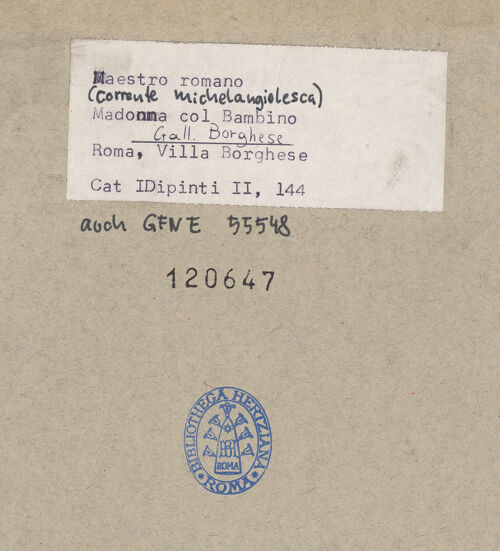 Maestro romano
(corrente michelangiolesca)
Madonna col Bambino
Gall. Borghese
Roma, Villa Borghese
Cat IDipinti II, 144
auch GFNE 55548
120647
BIBLIOTHECA HERTZIANA
ROMA
* ROMA *